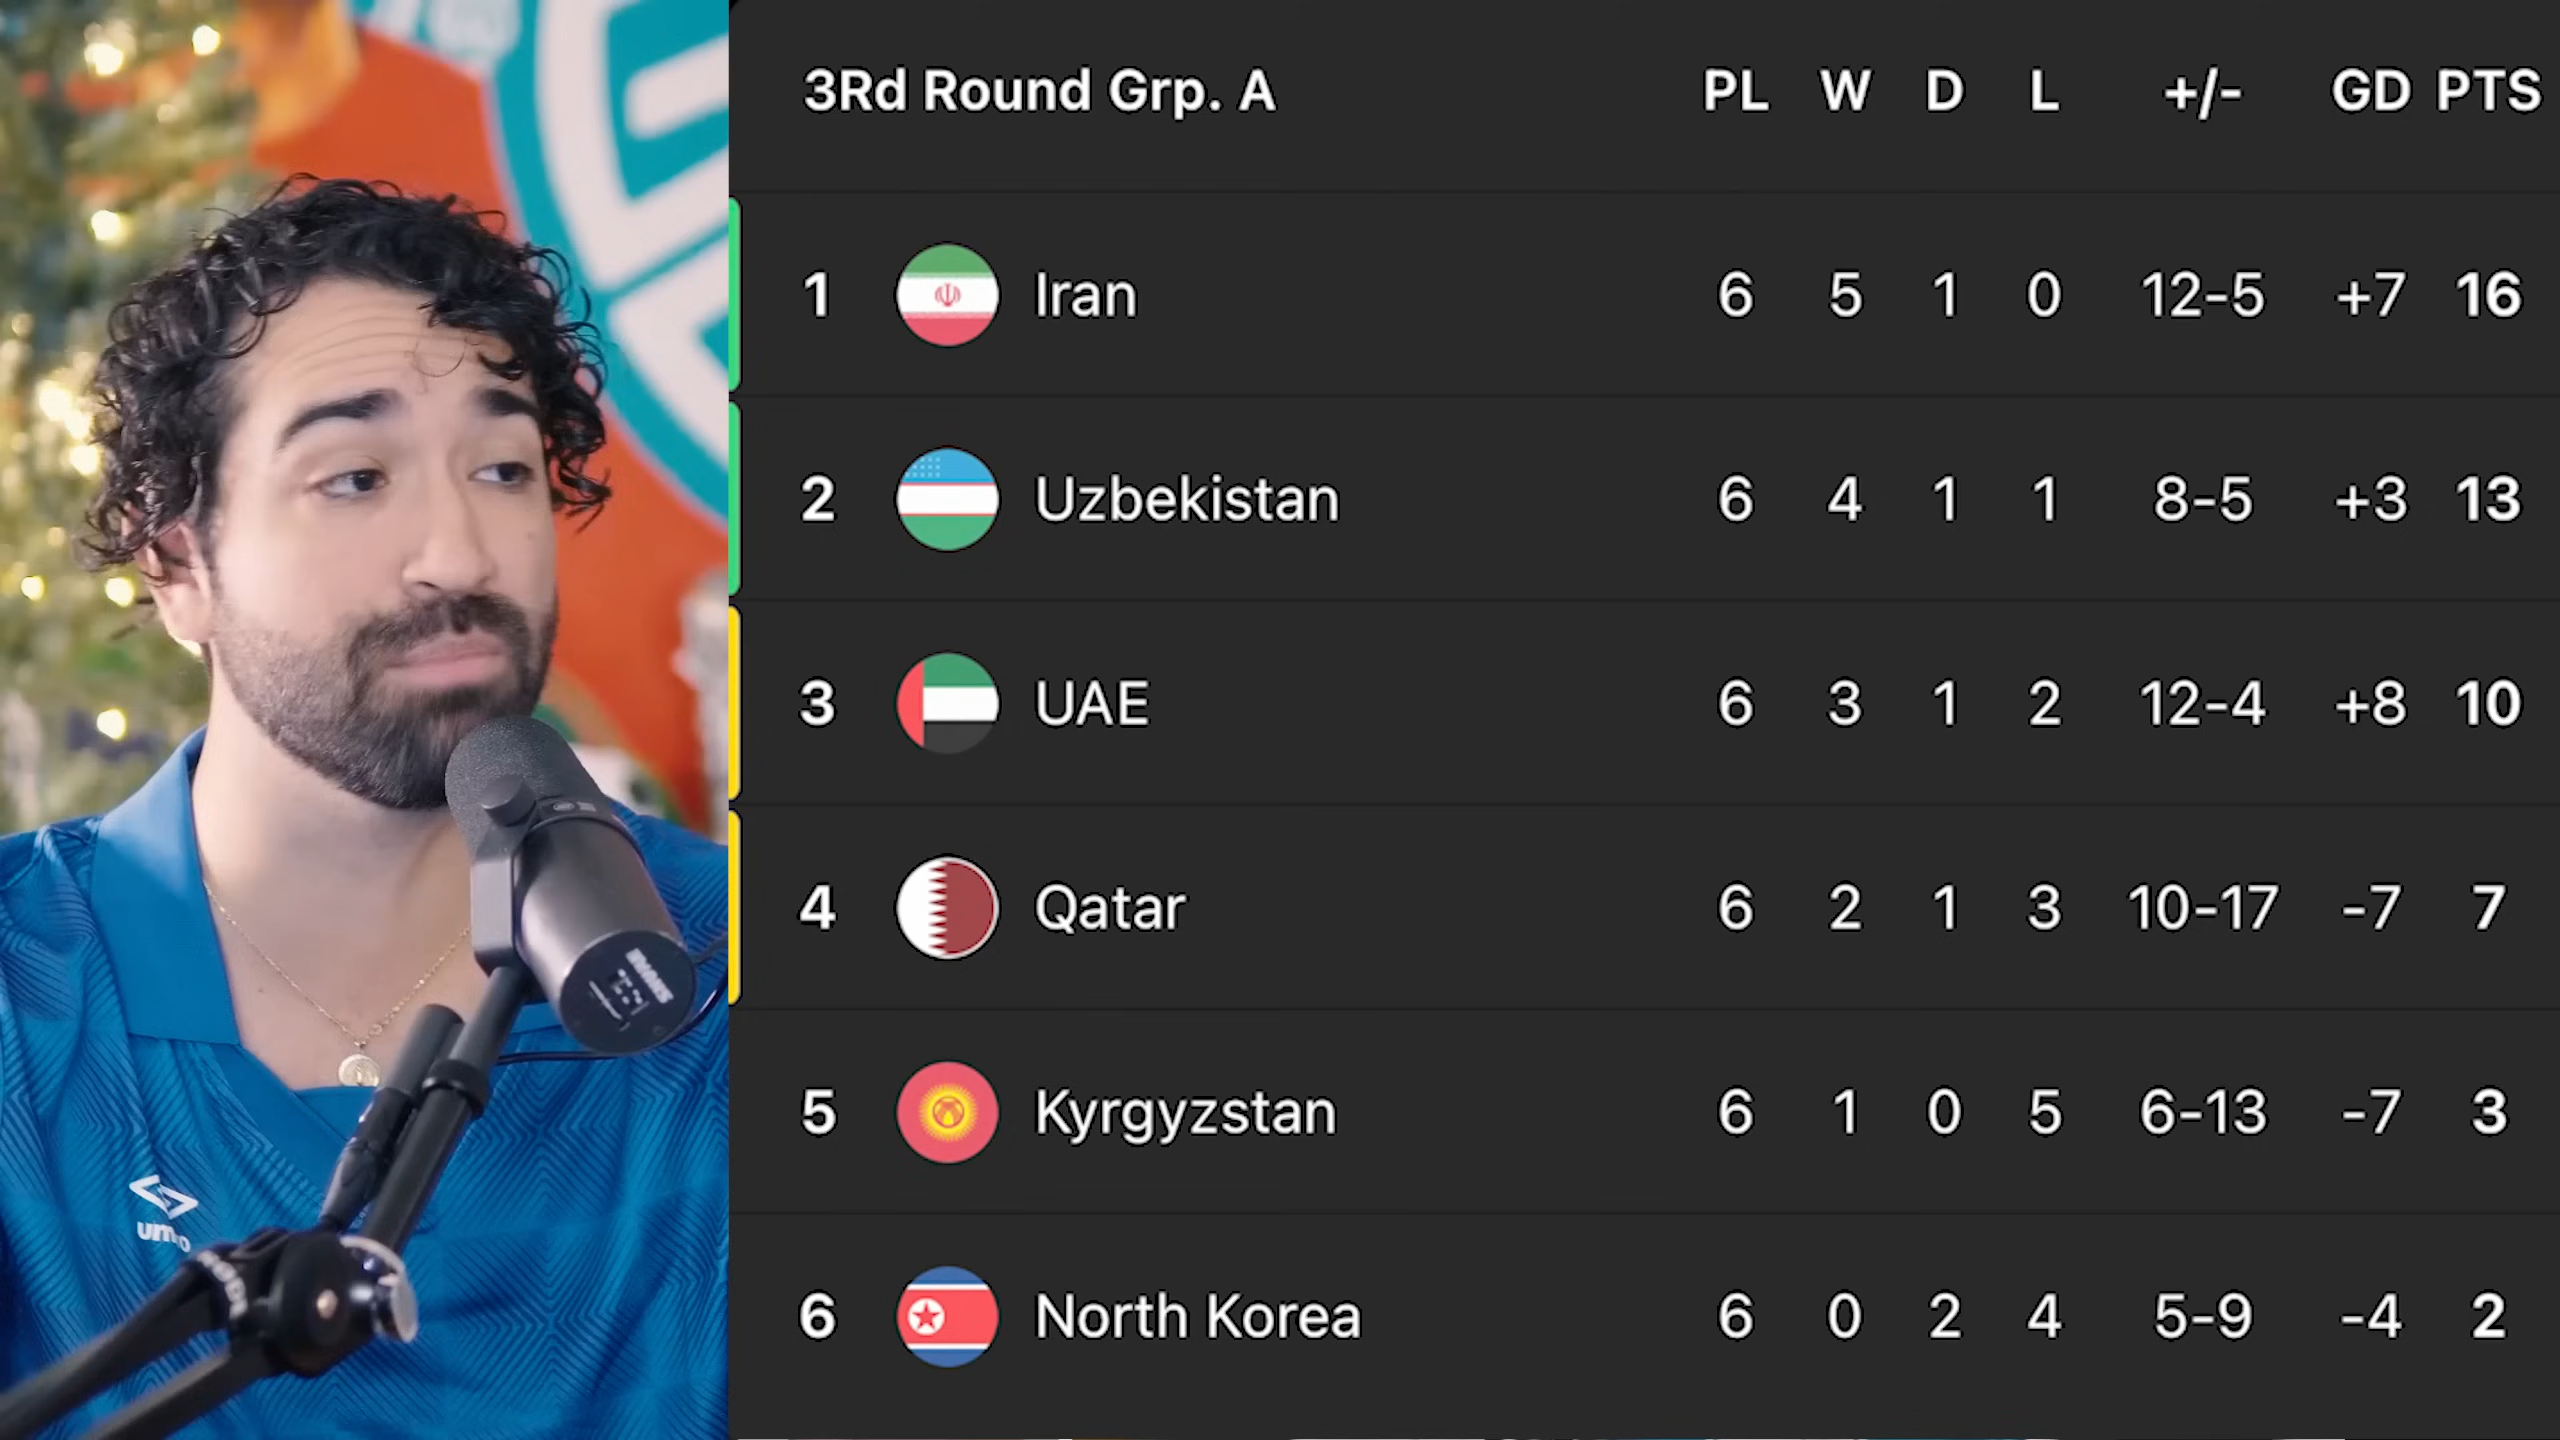 3Rd Round Grp. A PL W D L +/- GD PTS
1 Iran 6 5 1 0 12-5 +7 16
2 Uzbekistan 6 4 1 1 8-5 +3 13
3 UAE 6 3 1 2 12-4 +8 10
4 Qatar 6 2 1 3 10-17 -7 7
5 Kyrgyzstan 6 1 0 5 6-13 -7 3
6 North Korea 6 0 2 4 5-9 -4 2